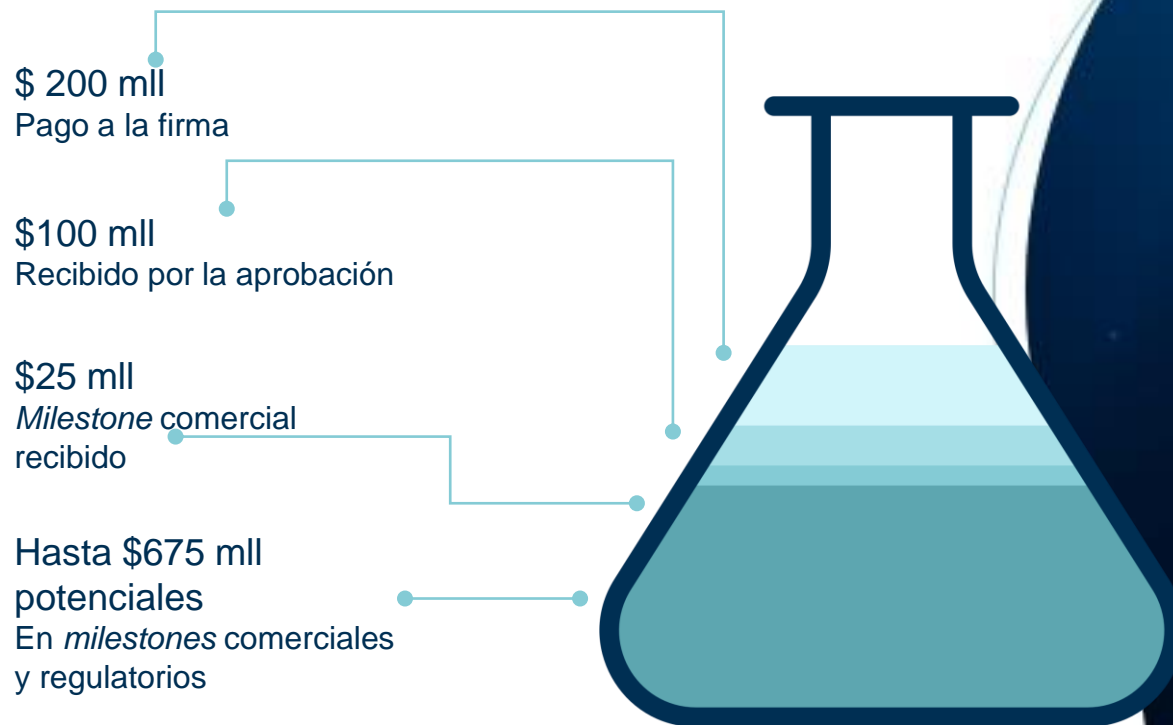 $ 200 mll
Pago a la firma
$100 mll
Recibido por la aprobación
$25 mll
Milestone comercial
recibido
Hasta $675 mll
potenciales
En milestones comerciales
y regulatorios